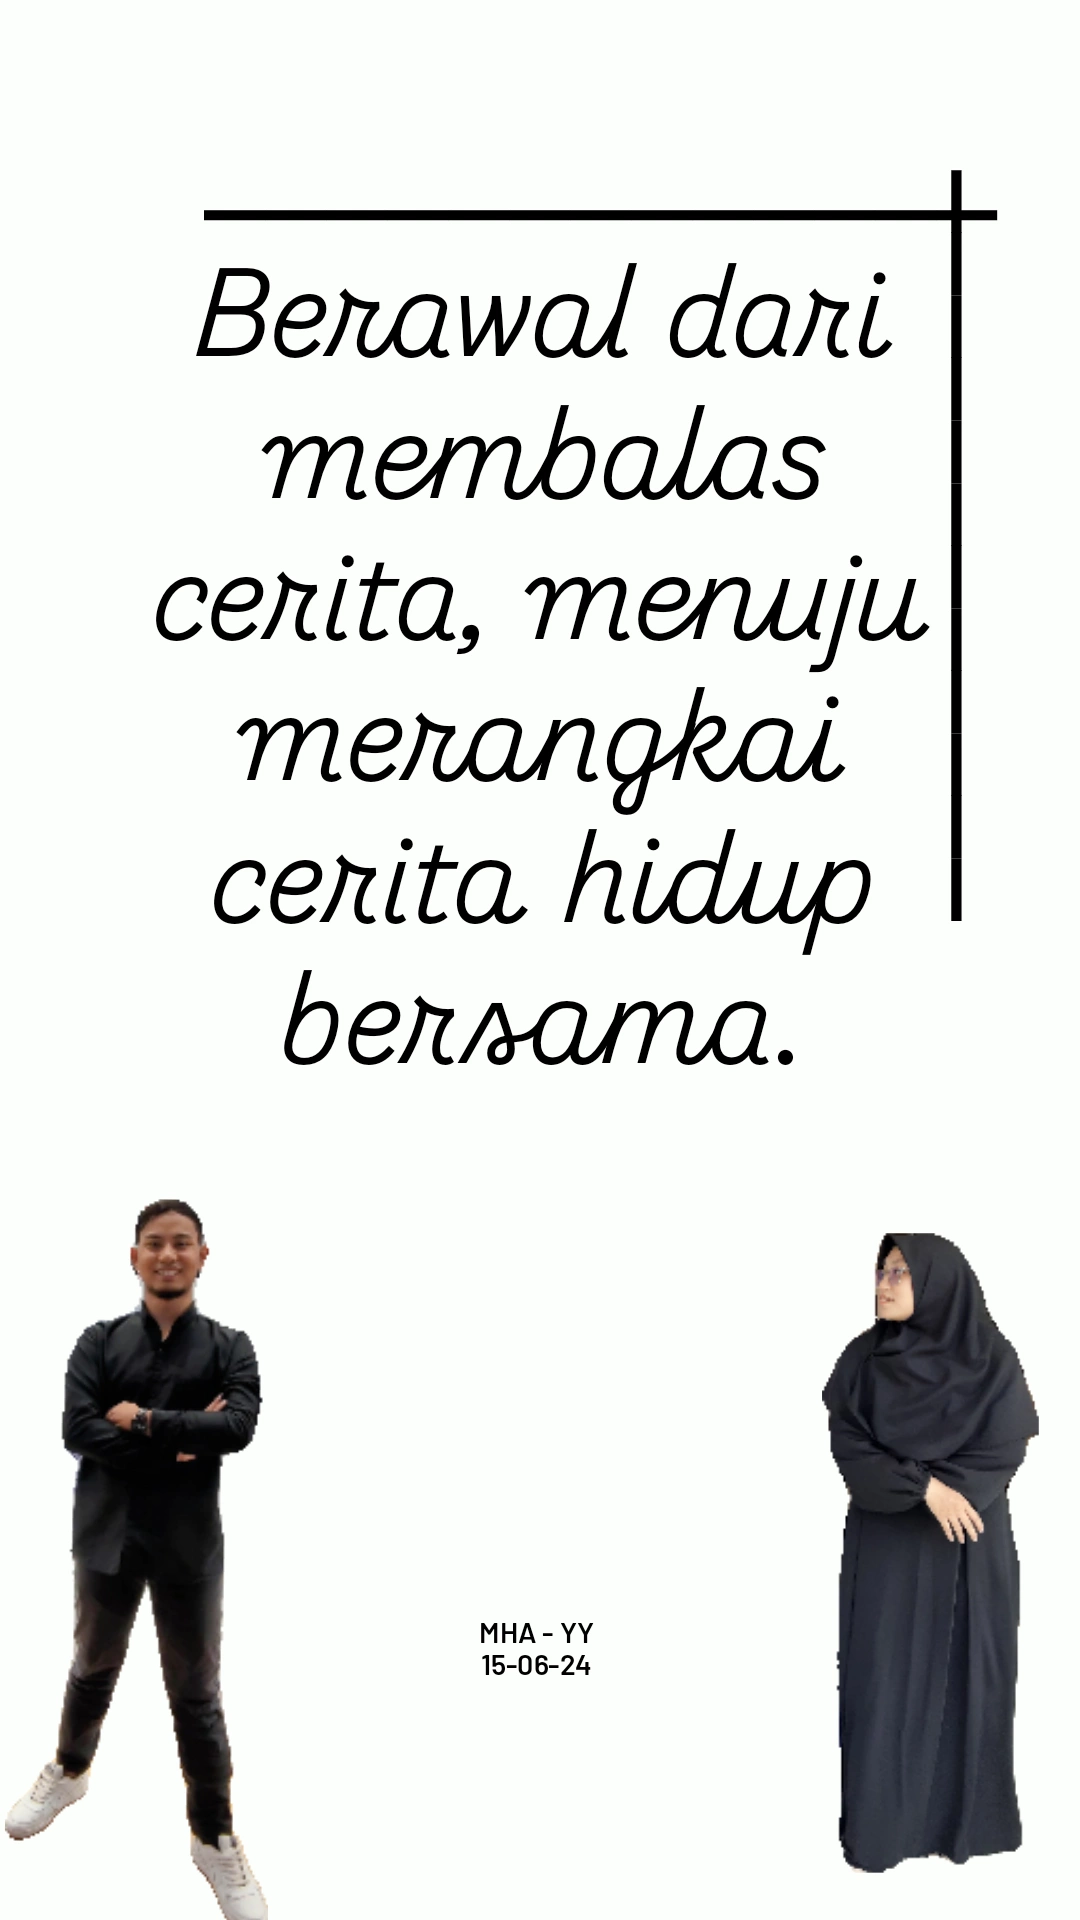 Berawal dari
membalas
cerita, menuju
merangkai
cerita hidup
bersama.
MHA - YY
15-06-24